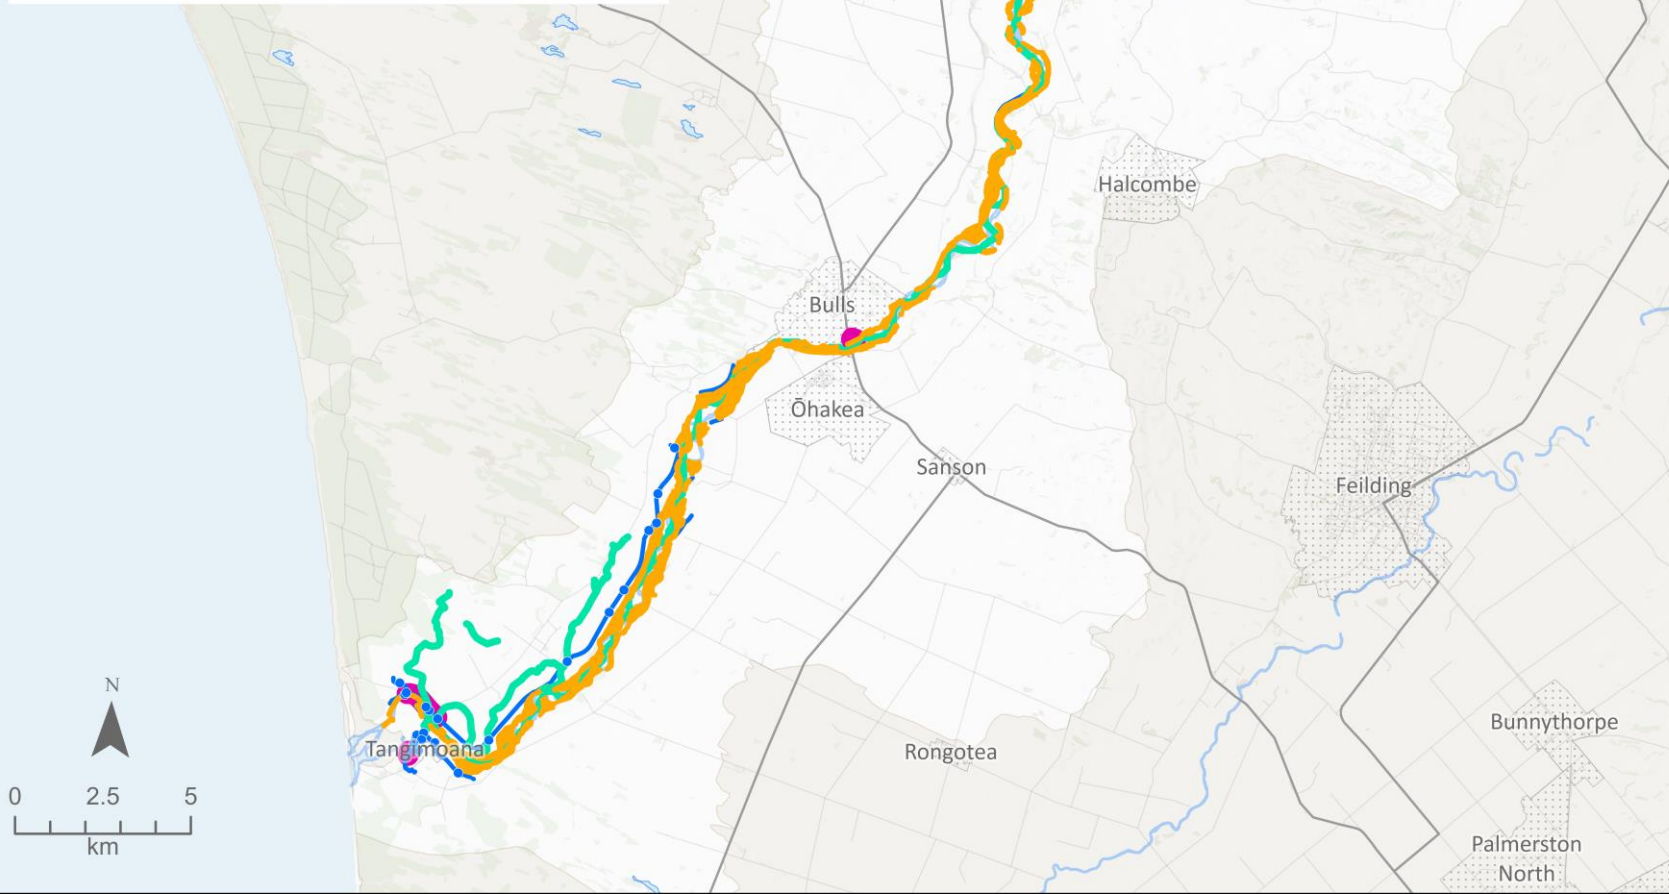 Halcombe
Bulls
Ōhakea
Sanson
Feilding
N
Tangimoana
Rongotea
Bunnythorpe
0 2.5 5
km
Palmerston
North